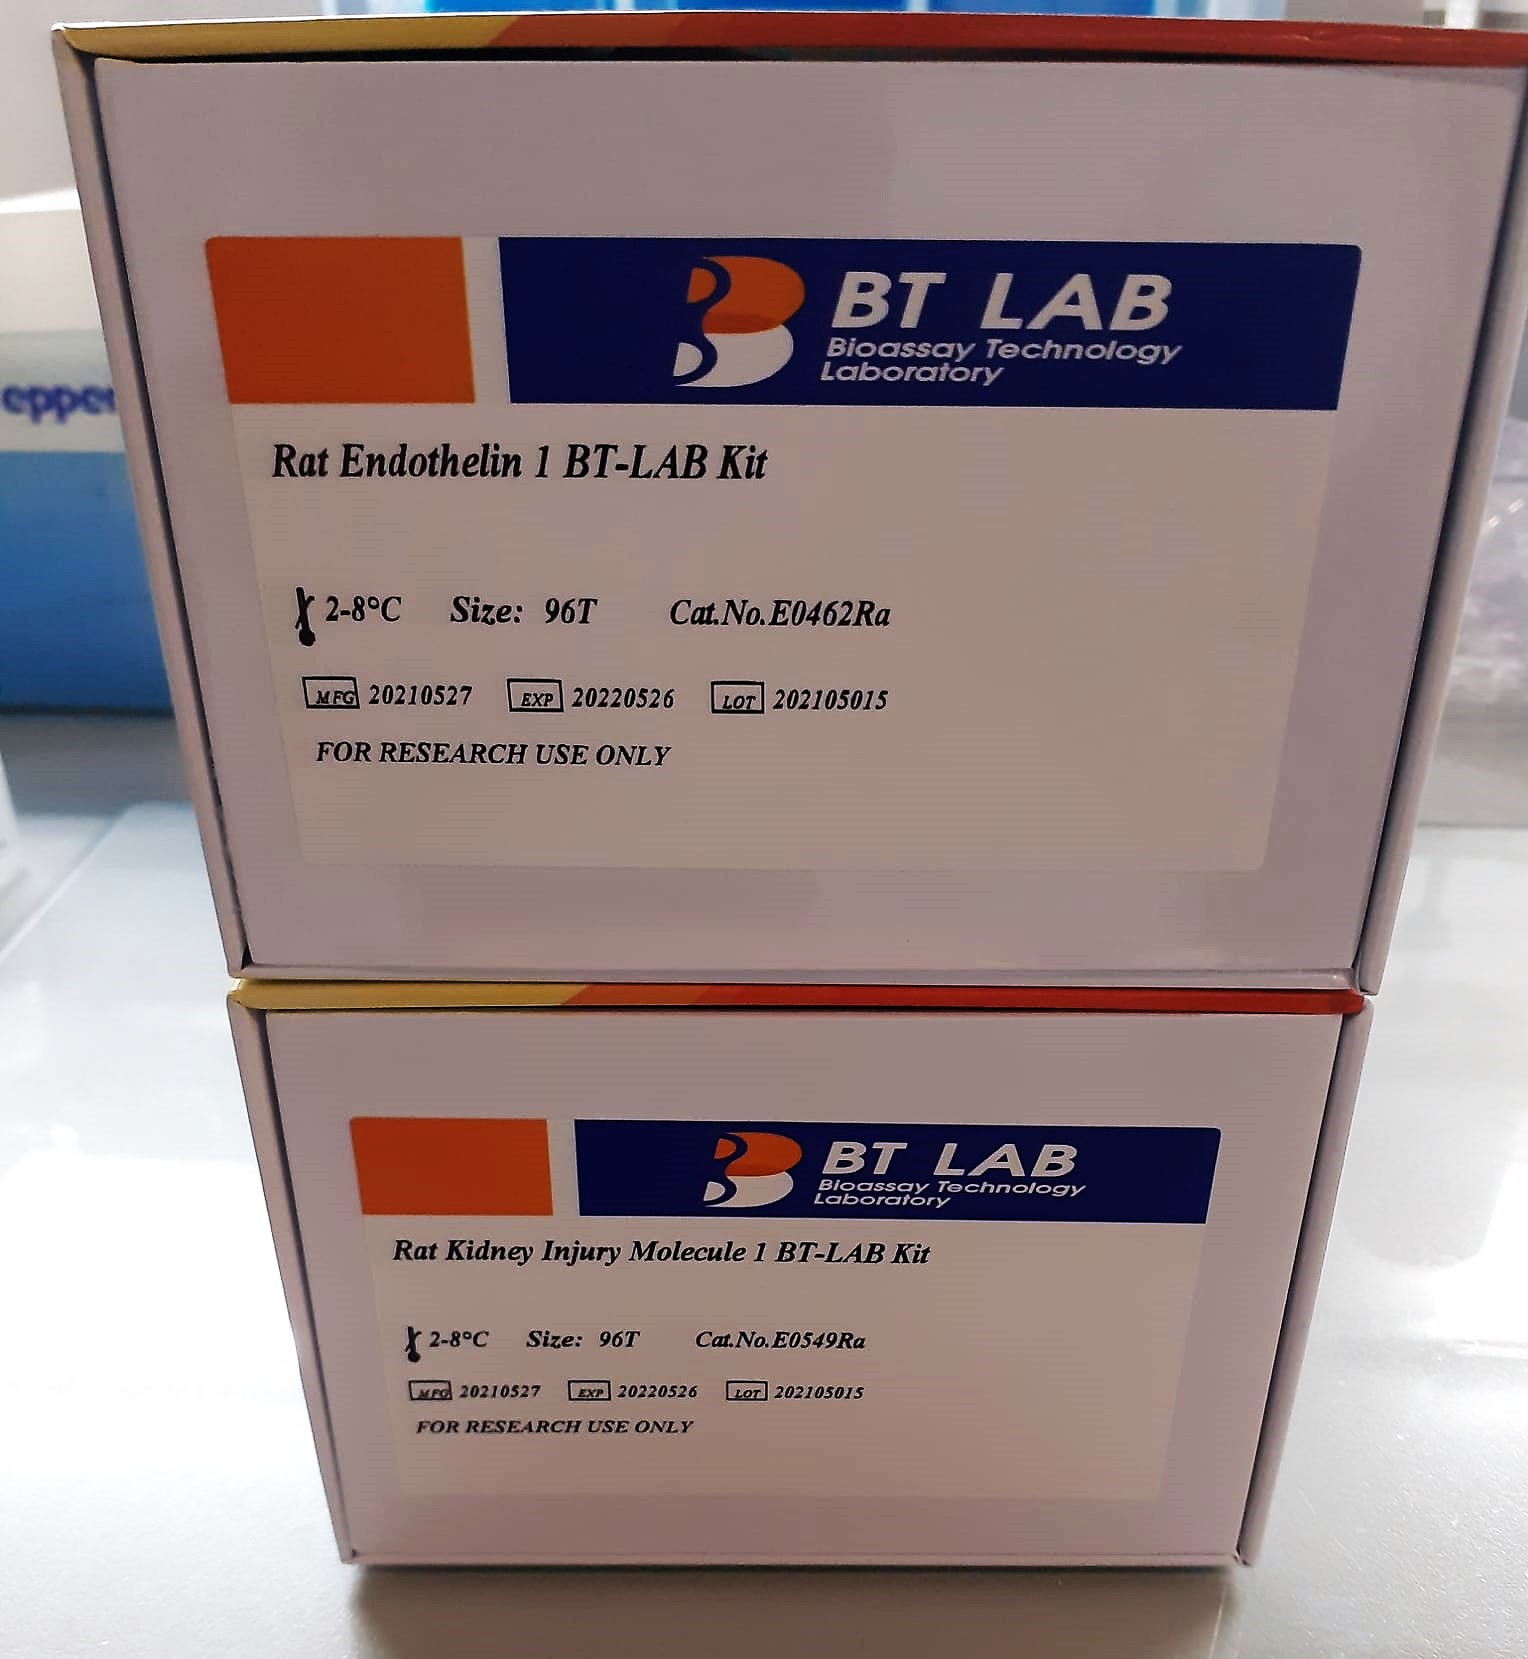 BT LAB
Bioassay Technology
Laboratory
Rat Endothelin 1 BT-LAB Kit
2-8°C Size: 96T Cat.No.E0462Ra
MFG 20210527 EXP 20220526 LOT 202105015
FOR RESEARCH USE ONLY
BT LAB
Bioassay Technology
Laboratory
Rat Kidney Injury Molecule 1 BT-LAB Kit
2-8°C Size: 96T Cat.No.E0549Ra
MFG 20210527 EXP 20220526 LOT 202105015
FOR RESEARCH USE ONLY